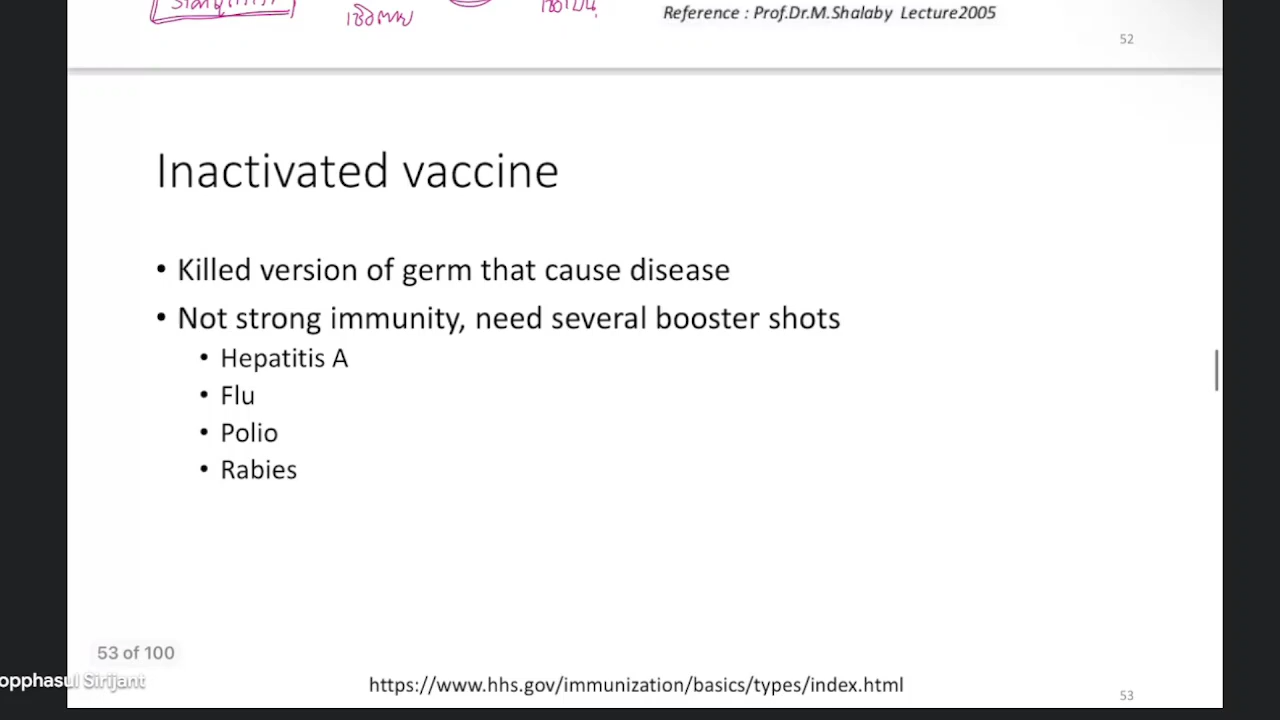 Reference : Prof.Dr.M.Shalaby Lecture2005
52
Inactivated vaccine
• Killed version of germ that cause disease
• Not strong immunity, need several booster shots
• Hepatitis A
• Flu
• Polio
• Rabies
53 of 100
opphasul Sirijant
https://www.hhs.gov/immunization/basics/types/index.html
53